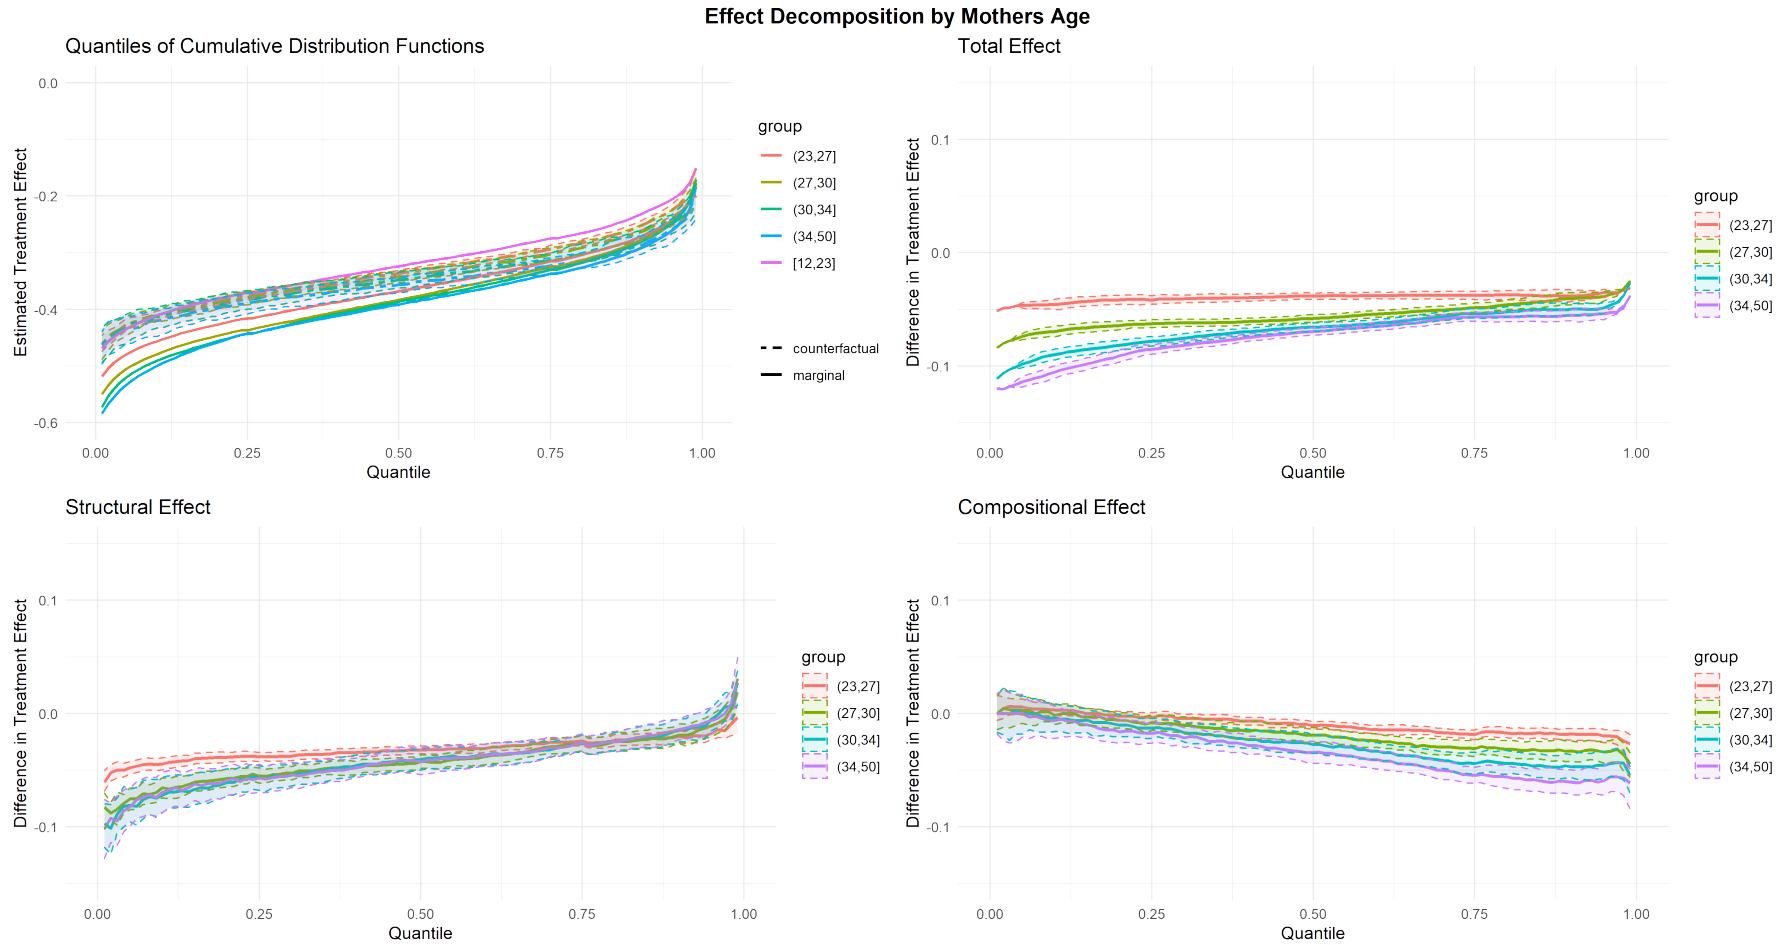 Effect Decomposition by Mothers Age
Quantiles of Cumulative Distribution Functions
Estimated Treatment Effect
0.0
-0.2
-0.4
-0.6
0.00 0.25 0.50 0.75 1.00
Quantile
group
(23,27]
(27,30]
(30,34]
(34,50]
[12,23]
counterfactual
marginal
Total Effect
Difference in Treatment Effect
0.1
0.0
-0.1
0.00 0.25 0.50 0.75 1.00
Quantile
group
(23,27]
(27,30]
(30,34]
(34,50]
Structural Effect
Difference in Treatment Effect
0.1
0.0
-0.1
0.00 0.25 0.50 0.75 1.00
Quantile
group
(23,27]
(27,30]
(30,34]
(34,50]
Compositional Effect
Difference in Treatment Effect
0.1
0.0
-0.1
0.00 0.25 0.50 0.75 1.00
Quantile
group
(23,27]
(27,30]
(30,34]
(34,50]